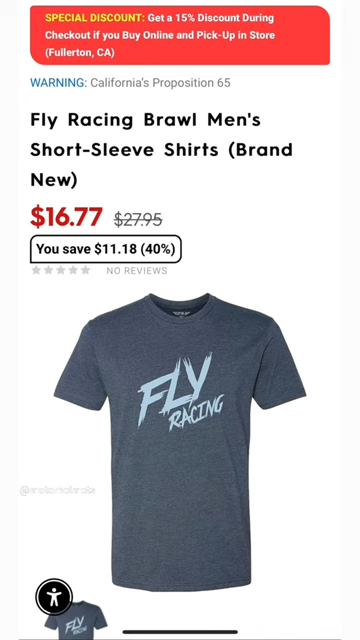 SPECIAL DISCOUNT: Get a 15% Discount During
Checkout if you Buy Online and Pick-Up in Store
(Fullerton, CA)
WARNING: California's Proposition 65
Fly Racing Brawl Men's
Short-Sleeve Shirts (Brand
New)
$16.77 $27.95
You save $11.18 (40%)
NO REVIEWS
FLY
RACING
FLY
RACING